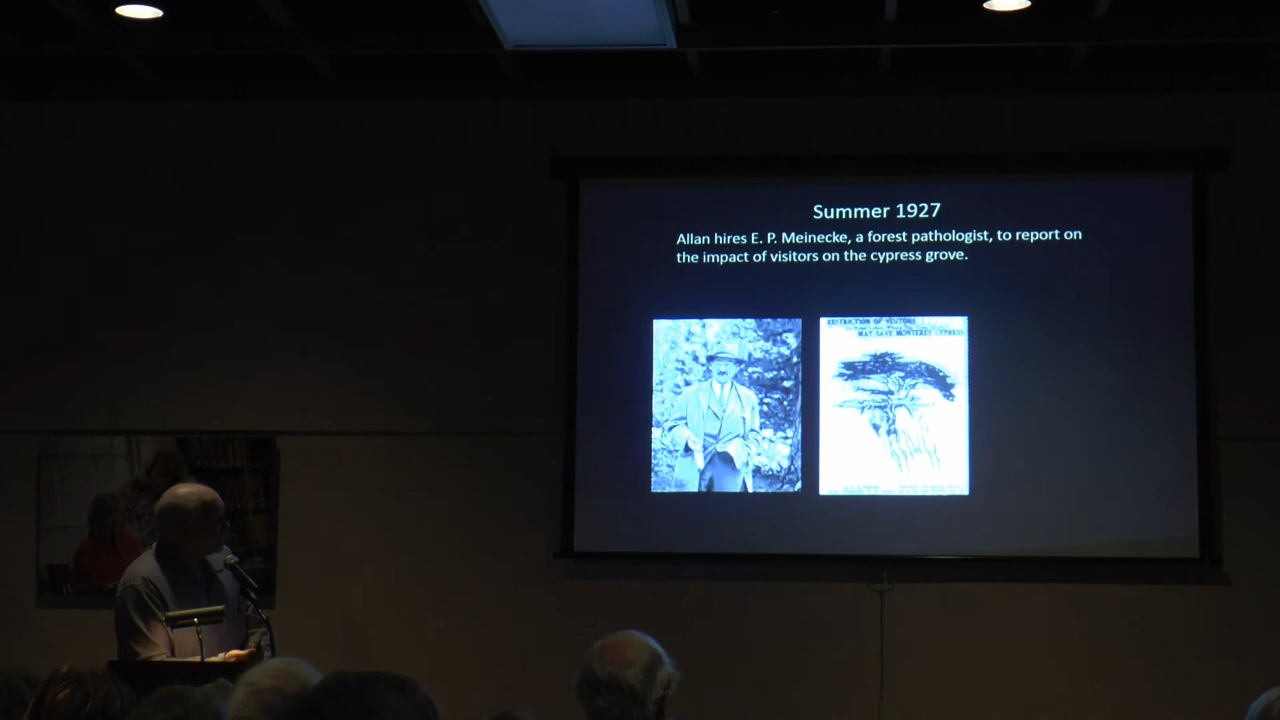 Summer 1927
Allan hires E. P. Meinecke, a forest pathologist, to report on
the impact of visitors on the cypress grove.
RESTRICTION OF VISITORS
MAY SAVE MONTEREY CYPRESS